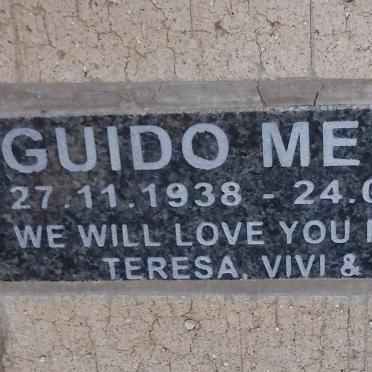 GUIDO ME
27.11.1938 - 24.0
WE WILL LOVE YOU
TERESA, VIVI &